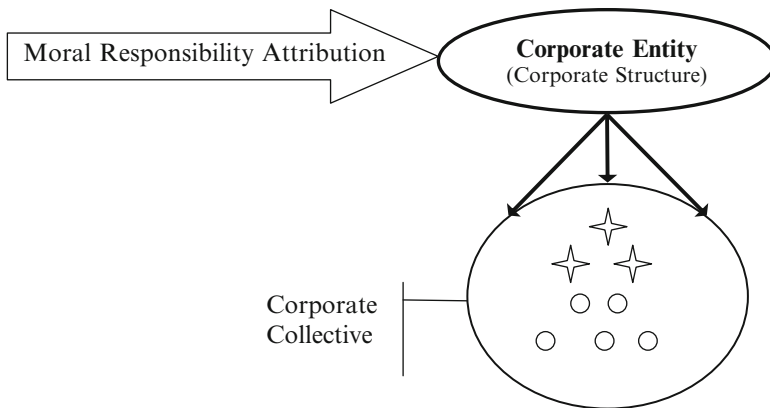 Moral Responsibility Attribution
Corporate Entity
(Corporate Structure)
Corporate
Collective